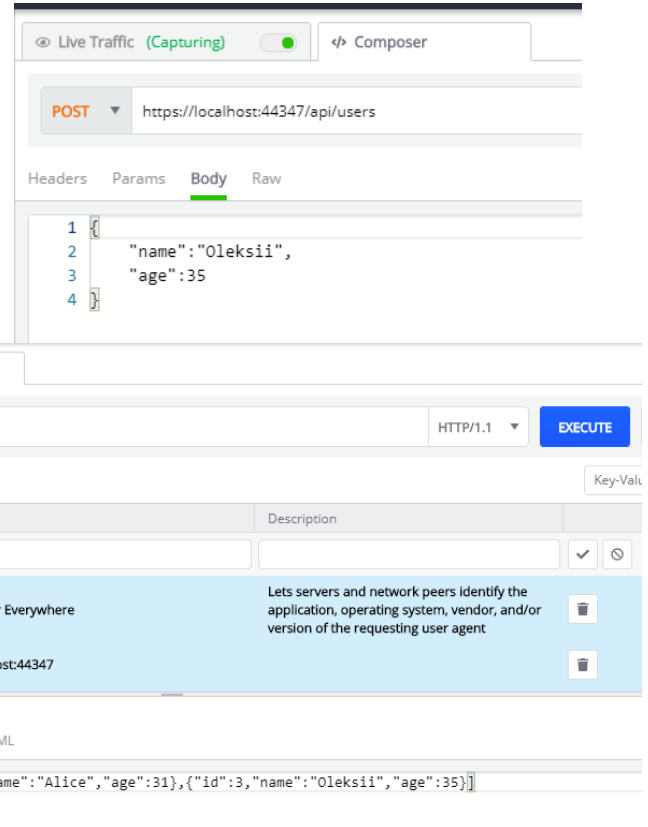 Live Traffic (Capturing)
</> Composer
POST https://localhost:44347/api/users
Headers Params Body Raw
1 {
2 "name":"Oleksii",
3 "age":35
4 }
HTTP/1.1 EXECUTE
Key-Valu
Description
Lets servers and network peers identify the
r Everywhere application, operating system, vendor, and/or
version of the requesting user agent
ost:44347
ML
ame":"Alice","age":31},{"id":3,"name":"Oleksii","age":35}]